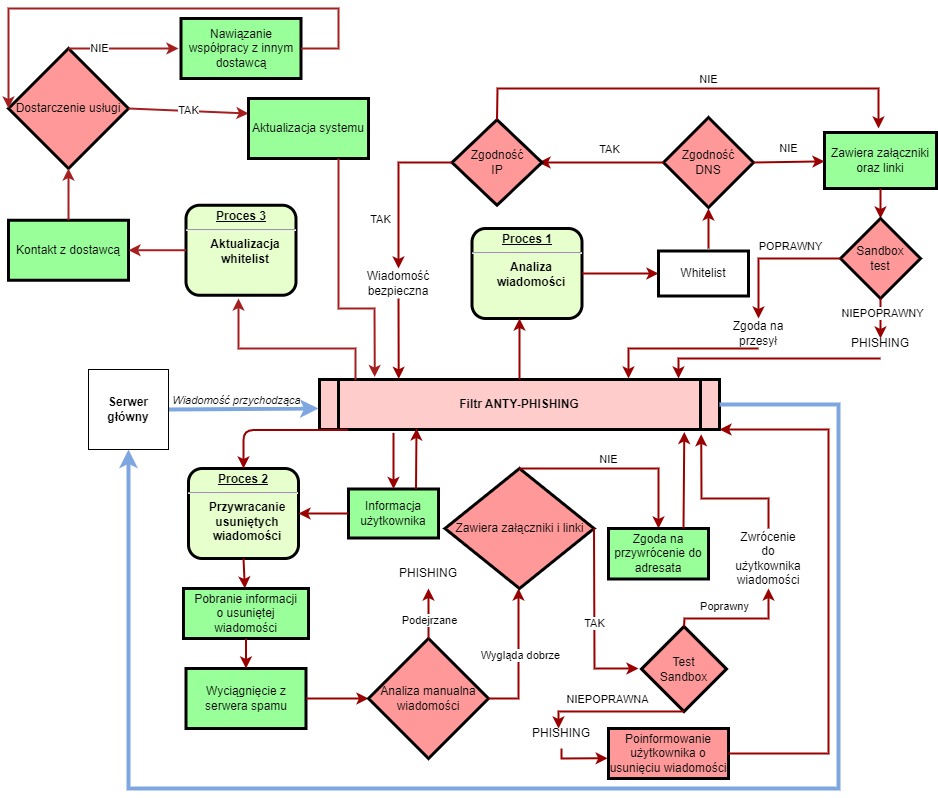 Nawiązanie
współpracy z innym
dostawcą
NIE
Dostarczenie usługi
TAK
Aktualizacja systemu
NIE
Zgodność
IP
TAK
Zgodność
DNS
NIE
Zawiera załączniki
oraz linki
Proces 3
Aktualizacja
whitelist
Kontakt z dostawcą
TAK
Proces 1
Analiza
wiadomości
Whitelist
POPRAWNY
Sandbox
test
Wiadomość
bezpieczna
NIEPOPRAWNY
Zgoda na
przesył
PHISHING
Serwer
główny
Wiadomość przychodząca
Filtr ANTY-PHISHING
Proces 2
Przywracanie
usuniętych
wiadomości
Informacja
użytkownika
Zawiera załączniki i linki
NIE
Zgoda na
przywrócenie do
adresata
Zwrócenie
do
użytkownika
wiadomości
PHISHING
Pobranie informacji
o usuniętej
wiadomości
Podejrzane
TAK
Poprawny
Wygląda dobrze
Wyciągnięcie z
serwera spamu
Analiza manualna
wiadomości
Test
Sandbox
NIEPOPRAWNA
PHISHING
Poinformowanie
użytkownika o
usunięciu wiadomości